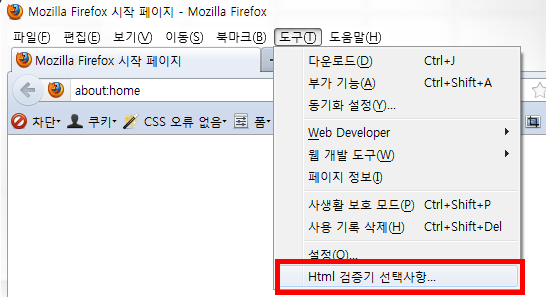 Mozilla Firefox 시작 페이지 - Mozilla Firefox
파일(F) 편집(E) 보기(V) 이동(S) 북마크(B) 도구(T) 도움말(H)
Mozilla Firefox 시작 페이지
about:home
차단 쿠키 CSS 오류 없음 폼
다운로드(D) Ctrl+J
부가 기능(A) Ctrl+Shift+A
동기화 설정(Y)...
Web Developer
웹 개발 도구(W)
페이지 정보(I)
사생활 보호 모드(P) Ctrl+Shift+P
사용 기록 삭제(H) Ctrl+Shift+Del
설정(O)...
Html 검증기 선택사항...